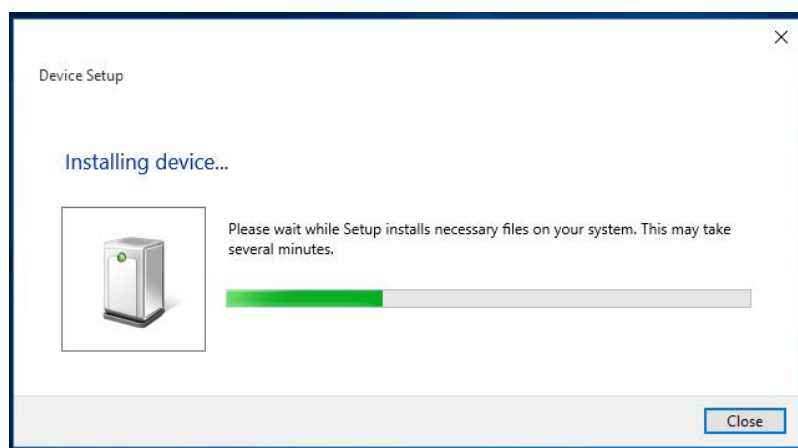 Device Setup
Installing device...
Please wait while Setup installs necessary files on your system. This may take
several minutes.
Close